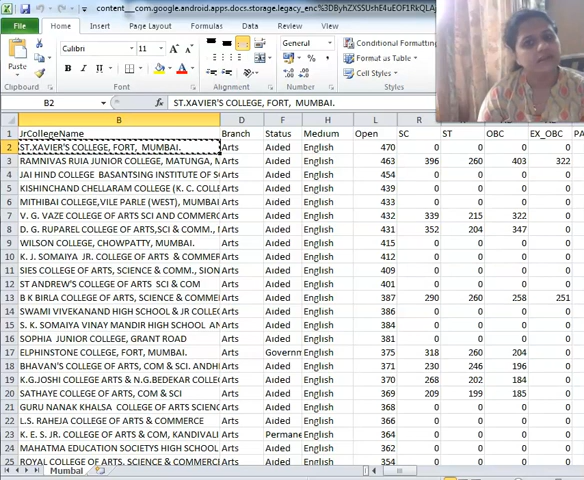 content__com.google.android.apps.docs.storage.legacy_enc%3DByhZXSSUshE4uEOF1RkQLA
File Home Insert Page Layout Formulas Data Review View
Calibri 11 General Conditional Formatting
B I U Format as Table
Paste Cell Styles
Clipboard Font Alignment Number
B2 fx ST.XAVIER'S COLLEGE, FORT, MUMBAI.
B D F H L R S U W
1 JrCollegeName Branch Status Medium Open SC ST OBC EX_OBC PA
2 ST.XAVIER'S COLLEGE, FORT, MUMBAI. Arts Aided English 470 0 0 0 0
3 RAMNIVAS RUIA JUNIOR COLLEGE, MATUNGA, M Arts Aided English 463 396 260 403 322
4 JAI HIND COLLEGE BASANTSING INSTITUTE OF S Arts Aided English 454 0 0 0 0
5 KISHINCHAND CHELLARAM COLLEGE (K. C. COLLE Arts Aided English 439 0 0 0 0
6 MITHIBAI COLLEGE,VILE PARLE (WEST), MUMBAI Arts Aided English 433 0 0 0 0
7 V. G. VAZE COLLEGE OF ARTS SCI AND COMMERC Arts Aided English 432 339 215 322 0
8 D. G. RUPAREL COLLEGE OF ARTS,SCI & COMM., Arts Aided English 431 352 204 347 0
9 WILSON COLLEGE, CHOWPATTY, MUMBAI. Arts Aided English 415 0 0 0 0
10 K. J. SOMAIYA JR. COLLEGE OF ARTS & COMMERC Arts Aided English 412 0 0 0 0
11 SIES COLLEGE OF ARTS, SCIENCE & COMM., SION Arts Aided English 409 0 0 0 0
12 ST ANDREW'S COLLEGE OF ARTS SCI & COM Arts Aided English 401 0 0 0 0
13 B K BIRLA COLLEGE OF ARTS, SCIENCE & COMME Arts Aided English 387 290 260 258 251
14 SWAMI VIVEKANAND HIGH SCHOOL & JR COLLEG Arts Aided English 386 0 0 0 0
15 S. K. SOMAIYA VINAY MANDIR HIGH SCHOOL AN Arts Aided English 384 0 0 0 0
16 SOPHIA JUNIOR COLLEGE, GRANT ROAD Arts Aided English 381 0 0 0 0
17 ELPHINSTONE COLLEGE, FORT, MUMBAI. Arts Governm English 375 318 260 204 0
18 BHAVAN'S COLLEGE OF ARTS, COM & SCI. ANDH Arts Aided English 371 230 246 196 0
19 K.G.JOSHI COLLEGE ARTS & N.G.BEDEKAR COLLE Arts Aided English 370 268 202 184 0
20 SATHAYE COLLEGE OF ARTS, COM & SCI Arts Aided English 369 209 199 185 0
21 GURU NANAK KHALSA COLLEGE OF ARTS SCIENC Arts Aided English 368 0 0 0 0
22 L.S. RAHEJA COLLEGE OF ARTS & COMMERCE Arts Aided English 366 0 0 0 0
23 K. E. S. JR. COLLEGE OF ARTS & COM, KANDIVALI Arts Permane English 364 0 0 0 0
24 MAHATMA EDUCATION SOCIETYS HIGH SCHOOL Arts Aided English 362 0 0 0 0
25 ROYAL COLLEGE OF ARTS. SCIENCE & COMMERCE Arts Aided English 354 0 0 0 0
Mumbai